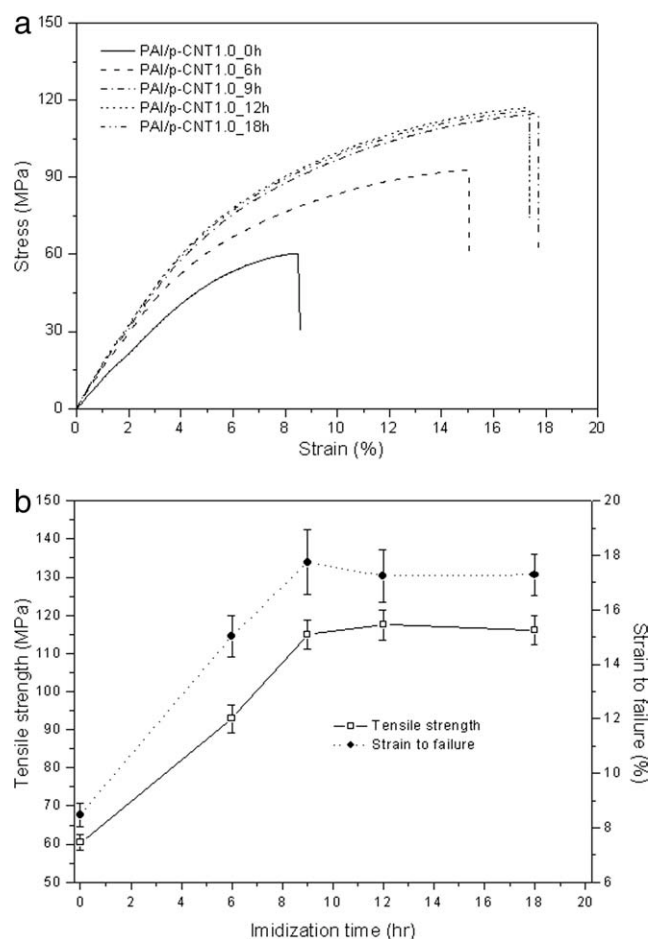 a
150
120
90
60
30
0
Stress (MPa)
PAI/p-CNT1.0_0h
PAI/p-CNT1.0_6h
PAI/p-CNT1.0_9h
PAI/p-CNT1.0_12h
PAI/p-CNT1.0_18h
0 2 4 6 8 10 12 14 16 18 20
Strain (%)
b
150
140
130
120
110
100
90
80
70
60
50
Tensile strength (MPa)
Tensile strength
Strain to failure
20
18
16
14
12
10
8
6
Strain to failure
(%)
0 2 4 6 8 10 12 14 16 18 20
Imidization time (hr)